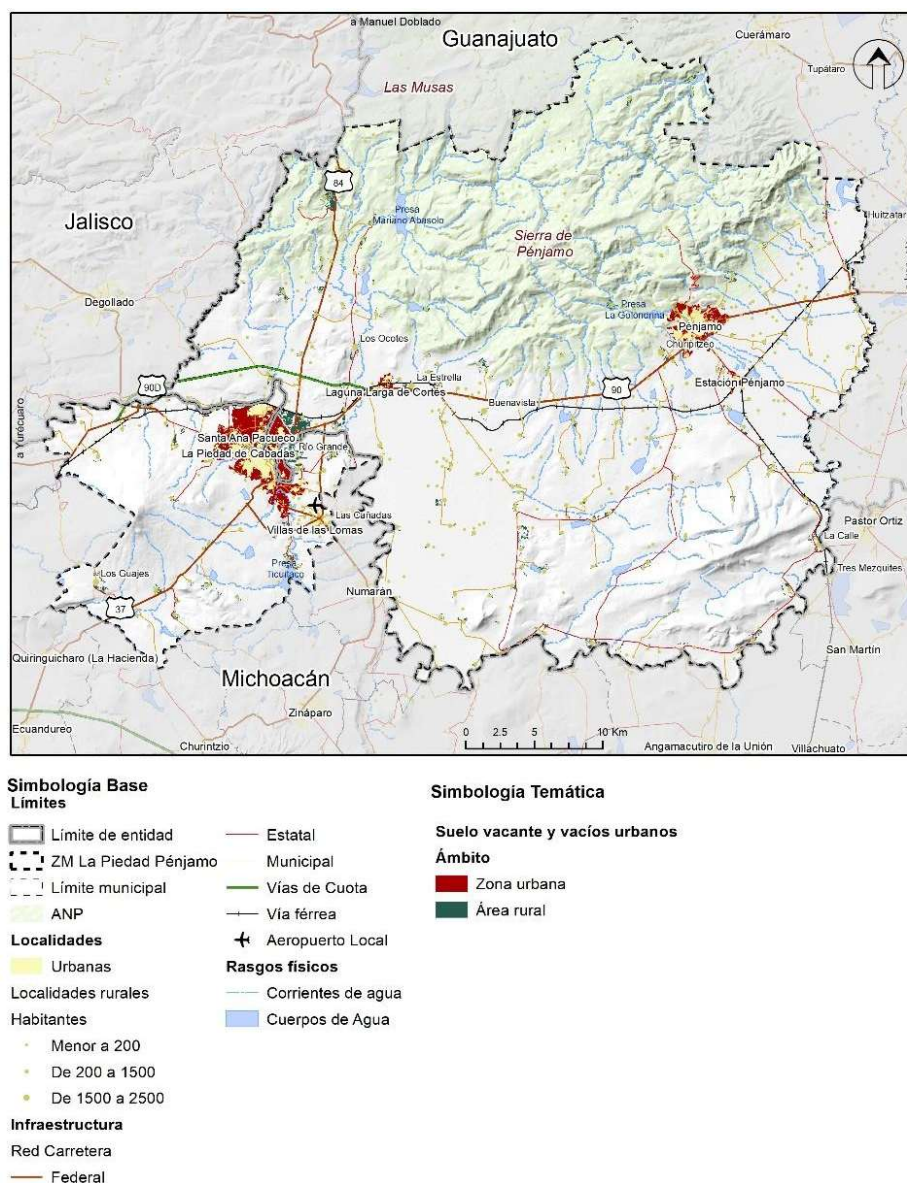 a Manuel Doblado
Guanajuato
Cuerámaro
Tupátaro
Las Musas
84
Jalisco
Presa
Mariano Abasolo
Huitzatar
Sierra de
Pénjamo
Degollado
Presa
La Golondrina
Pénjamo
Churipitzeo
Los Ocotes
La Estrella
90D
90
Estación Pénjamo
Laguna Larga de Cortés
Buenavista
a Yurécuaro
Santa Ana Pacueco
Río Grande
La Piedad de Cabadas
Las Cañadas
Villas de las Lomas
Pastor Ortiz
La Calle
Presa
Ticuítaco
Los Guajes
Tres Mezquites
Numarán
37
Quiringuicharo (La Hacienda)
Michoacán
San Martín
Zináparo
Ecuandureo
0 2.5 5 10 Km
Churintzio
Angamacutiro de la Unión
Villachuato
Simbología Base
Límites
Límite de entidad
ZM La Piedad Pénjamo
Límite municipal
ANP
Localidades
Urbanas
Localidades rurales
Habitantes
Menor a 200
De 200 a 1500
De 1500 a 2500
Infraestructura
Red Carretera
Federal
Estatal
Municipal
Vías de Cuota
Vía férrea
Aeropuerto Local
Rasgos físicos
Corrientes de agua
Cuerpos de Agua
Simbología Temática
Suelo vacante y vacíos urbanos
Ámbito
Zona urbana
Área rural